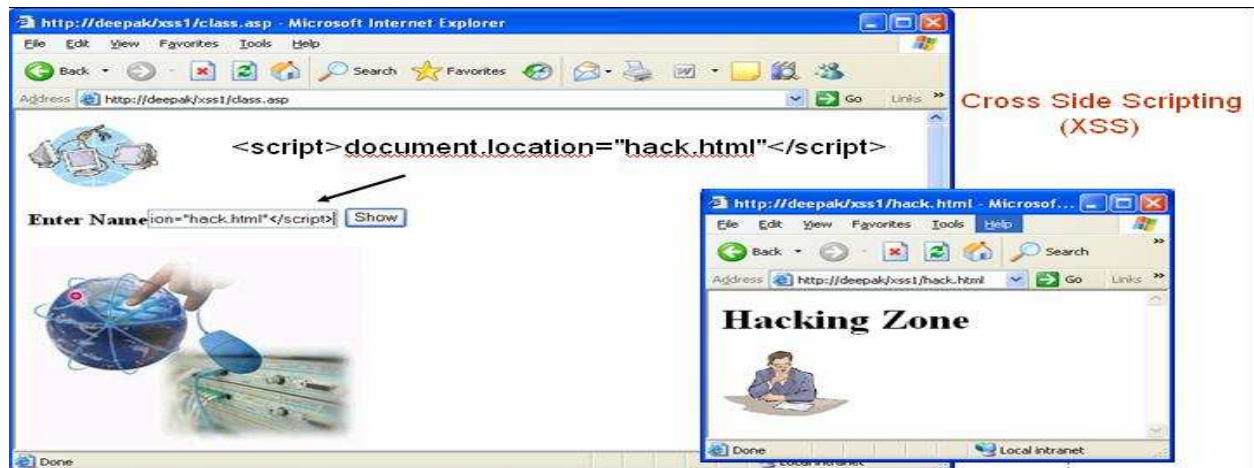 http://deepak/xss1/class.asp - Microsoft Internet Explorer
File Edit View Favorites Tools Help
Back Search Favorites
Address http://deepak/xss1/class.asp Go Links »
Cross Side Scripting
(XSS)
<script>document.location="hack.html"</script>
Enter Name ion="hack.html"</script> Show
http://deepak/xss1/hack.html - Microsof...
File Edit View Favorites Tools Help »
Back Search
Address http://deepak/xss1/hack.html Go Links »
Hacking Zone
Done Local intranet
Done